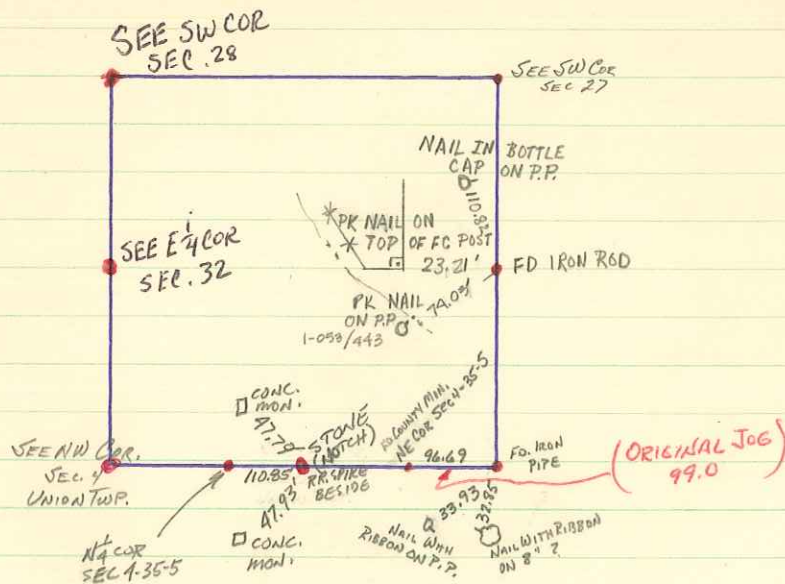 SEE SW COR
SEC. 28
SEE SW COR
SEC 27
NAIL IN BOTTLE
CAP ON P.P.
110.82
PK NAIL ON
TOP OF FC POST
23.21'
SEE E 1/4 COR
SEC. 32
FD IRON ROD
74.03'
PK NAIL
ON P.P.
1-053/443
CONC.
MON.
47.79
STONE
(NOTCH)
RR.SPIKE
BESIDE
FD COUNTY MON.
NE COR SEC 4-35-5
96.69
FD. IRON
PIPE
(ORIGINAL JOG
99.0)
SEE NW COR.
SEC. 4
UNION TWP.
110.85'
47.93'
CONC.
MON.
N 1/4 COR
SEC 4-35-5
33.93
32.85
NAIL WITH
RIBBON ON P.P.
NAIL WITH RIBBON
ON 8" ?